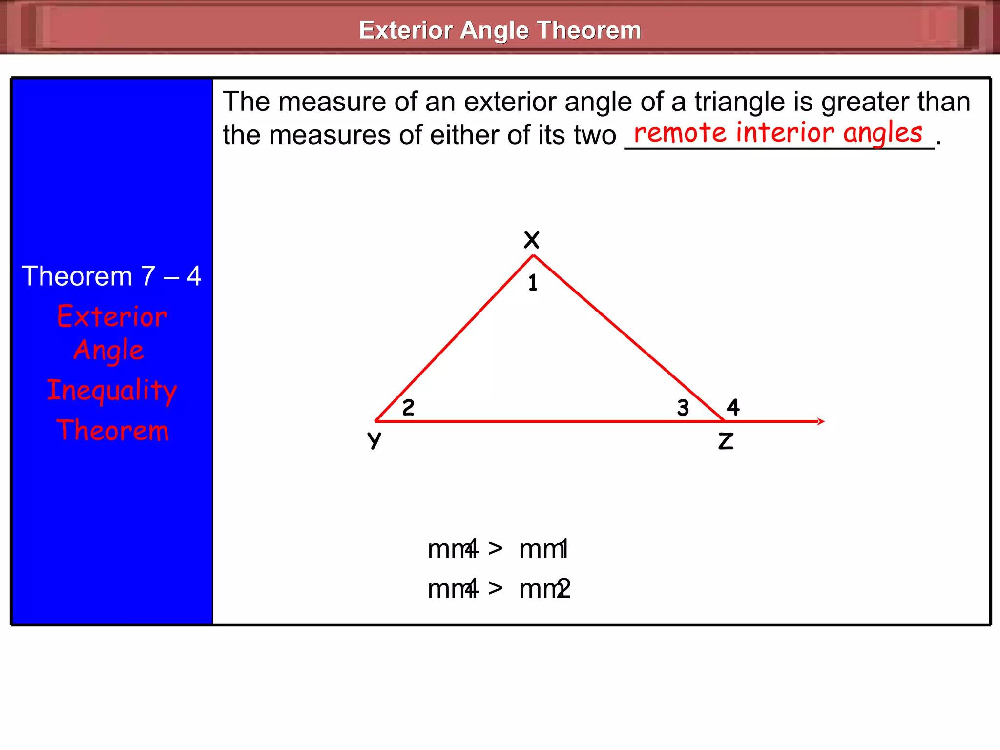 Exterior Angle Theorem
The measure of an exterior angle of a triangle is greater than
the measures of either of its two remote interior angles.
Theorem 7 – 4
Exterior
Angle
Inequality
Theorem
X
1
2
3
4
Y
Z
mm4 > mm1
mm4 > mm2